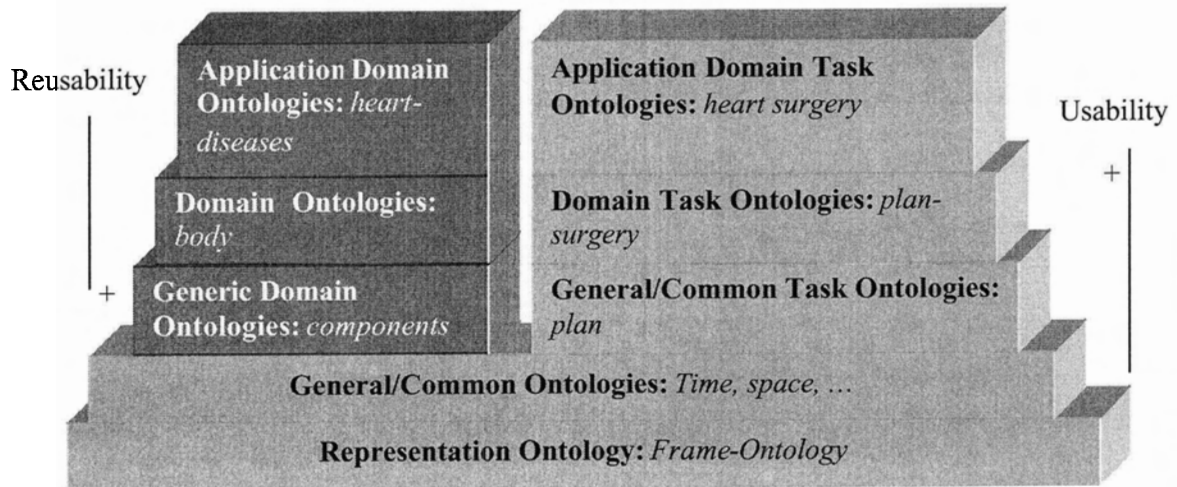 Reusability
+
Application Domain
Ontologies: heart-
diseases
Domain Ontologies:
body
Generic Domain
Ontologies: components
Application Domain Task
Ontologies: heart surgery
Domain Task Ontologies: plan-
surgery
General/Common Task Ontologies:
plan
Usability
+
General/Common Ontologies: Time, space, …
Representation Ontology: Frame-Ontology